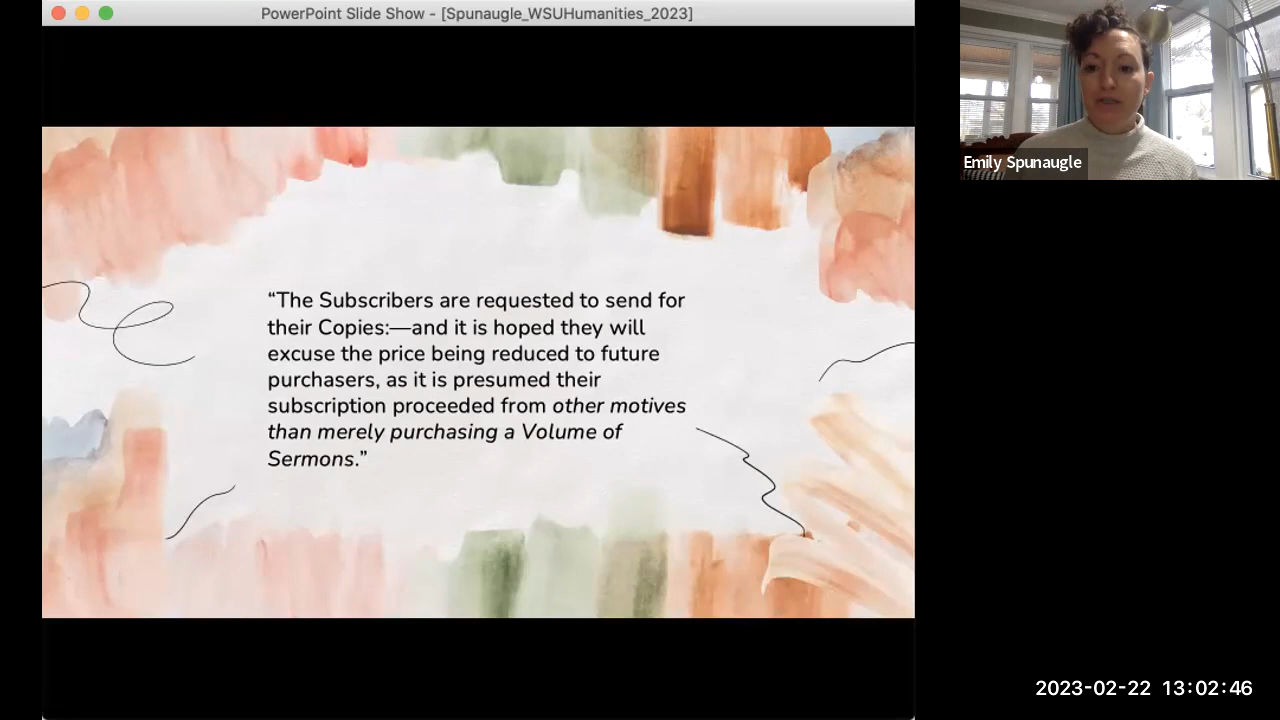 PowerPoint Slide Show - [Spunaugle_WSUHumanities_2023]
“The Subscribers are requested to send for
their Copies:—and it is hoped they will
excuse the price being reduced to future
purchasers, as it is presumed their
subscription proceeded from other motives
than merely purchasing a Volume of
Sermons.”
Emily Spunaugle
2023-02-22 13:02:46